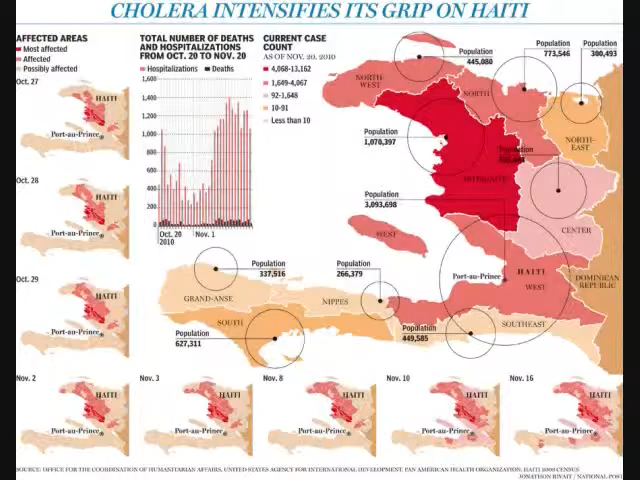 CHOLERA INTENSIFIES ITS GRIP ON HAITI
AFFECTED AREAS
Most affected
Affected
Possibly affected
TOTAL NUMBER OF DEATHS
AND HOSPITALIZATIONS
FROM OCT. 20 TO NOV. 20
Hospitalizations
Deaths
1,600
1,400
1,200
1,000
800
600
400
200
0
Oct. 20
2010
Nov. 1
CURRENT CASE
COUNT
AS OF NOV. 20, 2010
4,068-13,162
1,649-4,067
92-1,648
10-91
Less than 10
Oct. 27
HAITI
Port-au-Prince
Oct. 28
HAITI
Port-au-Prince
Oct. 29
HAITI
Port-au-Prince
Population
445,080
Population
773,546
Population
NORTH-
WEST
NORTH
NORTH-
EAST
Population
1,070,397
Population
ARTIBONITE
Population
3,093,698
CENTER
WEST
Port-au-Prince
HAITI
WEST
DOMINICAN
REPUBLIC
Population
337,516
Population
266,379
GRAND-ANSE
NIPPES
SOUTH
SOUTHEAST
Population
627,311
Population
449,585
Nov. 2
HAITI
Port-au-Prince
Nov. 3
HAITI
Port-au-Prince
Nov. 8
HAITI
Port-au-Prince
Nov. 10
HAITI
Port-au-Prince
Nov. 16
HAITI
Port-au-Prince
SOURCE: OFFICE FOR THE COORDINATION OF HUMANITARIAN AFFAIRS, UNITED STATES AGENCY FOR INTERNATIONAL DEVELOPMENT, PAN AMERICAN HEALTH ORGANIZATION, HAITI 2009 CENSUS
JONATHON RIVAIT / NATIONAL POST